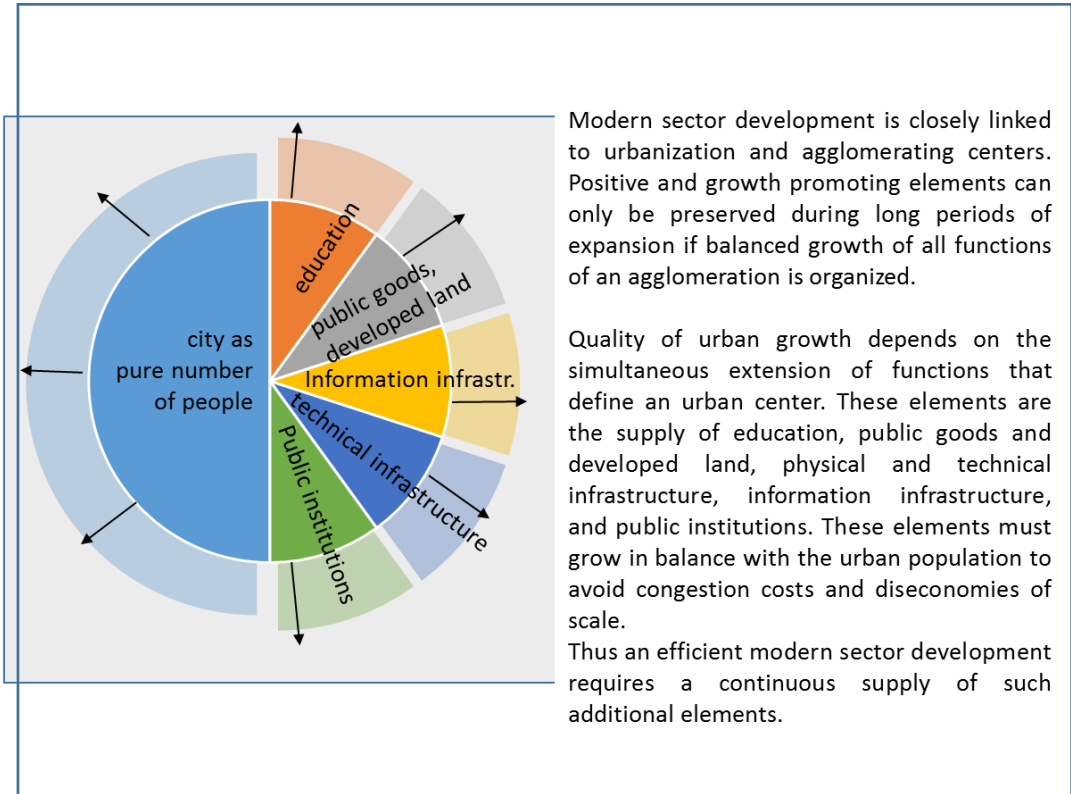 city as
pure number
of people
education
public goods,
developed land
Information infrastr.
technical infrastructure
Public institutions
Modern sector development is closely linked
to urbanization and agglomerating centers.
Positive and growth promoting elements can
only be preserved during long periods of
expansion if balanced growth of all functions
of an agglomeration is organized.
Quality of urban growth depends on the
simultaneous extension of functions that
define an urban center. These elements are
the supply of education, public goods and
developed land, physical and technical
infrastructure, information infrastructure,
and public institutions. These elements must
grow in balance with the urban population to
avoid congestion costs and diseconomies of
scale.
Thus an efficient modern sector development
requires a continuous supply of such
additional elements.